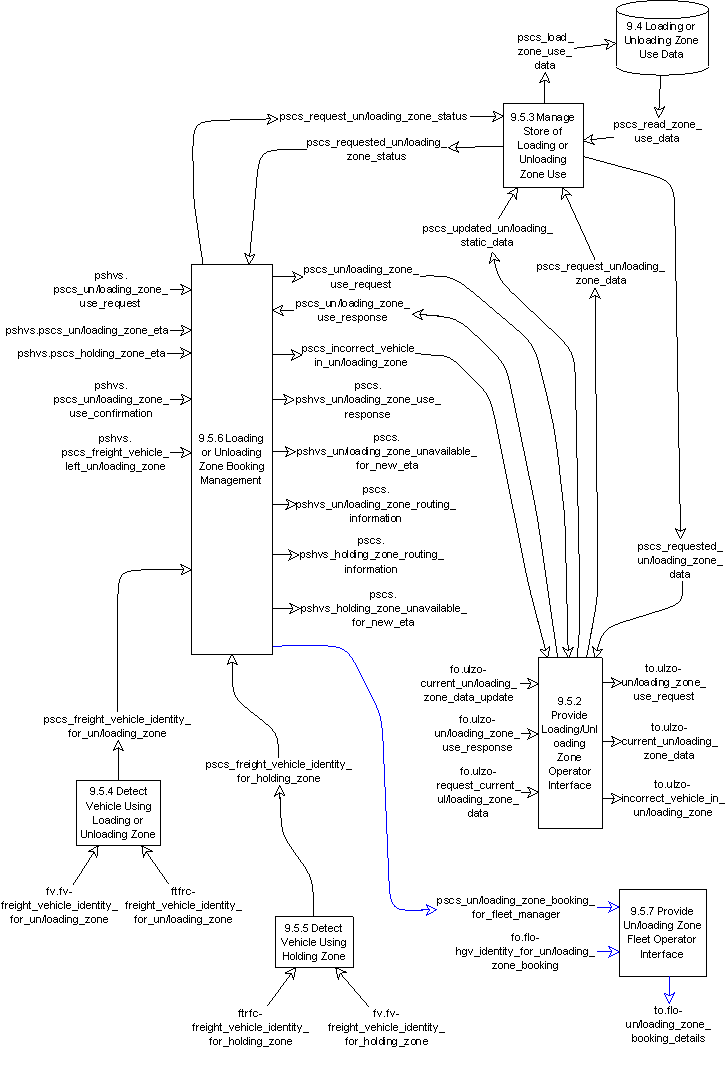 pscs_load_
zone_use_
data
9.4 Loading or
Unloading Zone
Use Data
pscs_request_un/loading_zone_status
9.5.3 Manage
Store of
Loading or
Unloading
Zone Use
pscs_read_zone_
use_data
pscs_requested_un/loading_
zone_status
pscs_updated_un/loading_
static_data
pscs_request_un/loading_
zone_data
pshvs.
pscs_un/loading_zone_
use_request
pshvs.pscs_un/loading_zone_eta
pshvs.pscs_holding_zone_eta
pshvs.
pscs_un/loading_zone_
use_confirmation
pshvs.
pscs_freight_vehicle_
left_un/loading_zone
9.5.6 Loading
or Unloading
Zone Booking
Management
pscs_un/loading_zone_
use_request
pscs_un/loading_zone_
use_response
pscs_incorrect_vehicle_
in_un/loading_zone
pscs.
pshvs_un/loading_zone_use_
response
pscs.
pshvs_un/loading_zone_unavailable_
for_new_eta
pscs.
pshvs_un/loading_zone_routing_
information
pscs.
pshvs_holding_zone_routing_
information
pscs.
pshvs_holding_zone_unavailable_
for_new_eta
pscs_requested_
un/loading_zone_
data
fo.ulzo-
current_un/loading_
zone_data_update
fo.ulzo-
un/loading_zone_
use_response
fo.ulzo-
request_current_
ul/loading_zone_
data
9.5.2
Provide
Loading/Unl
oading
Zone
Operator
Interface
to.ulzo-
un/loading_zone_
use_request
to.ulzo-
current_un/loading_
zone_data
to.ulzo-
incorrect_vehicle_in_
un/loading_zone
pscs_freight_vehicle_identity_
for_un/loading_zone
pscs_freight_vehicle_identity_
for_holding_zone
9.5.4 Detect
Vehicle Using
Loading or
Unloading Zone
fv.fv-
freight_vehicle_identity_
for_un/loading_zone
ftfrc-
freight_vehicle_identity_
for_un/loading_zone
9.5.5 Detect
Vehicle Using
Holding Zone
ftrfc-
freight_vehicle_identity_
for_holding_zone
fv.fv-
freight_vehicle_identity_
for_holding_zone
pscs_un/loading_zone_booking_
for_fleet_manager
fo.flo-
hgv_identity_for_un/loading_
zone_booking
9.5.7 Provide
Un/loading Zone
Fleet Operator
Interface
to.flo-
un/loading_zone_
booking_details